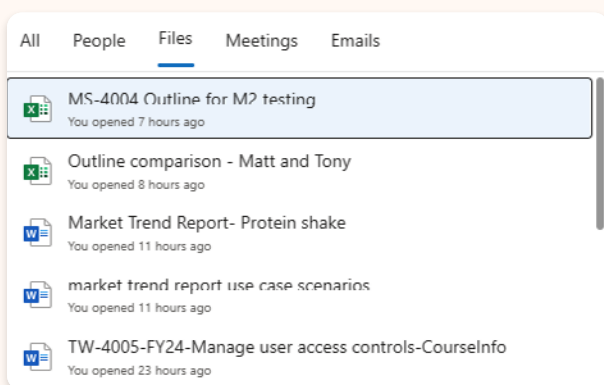 All People Files Meetings Emails
MS-4004 Outline for M2 testing
You opened 7 hours ago
Outline comparison - Matt and Tony
You opened 8 hours ago
Market Trend Report- Protein shake
You opened 11 hours ago
market trend report use case scenarios
You opened 11 hours ago
TW-4005-FY24-Manage user access controls-CourseInfo
You opened 23 hours ago